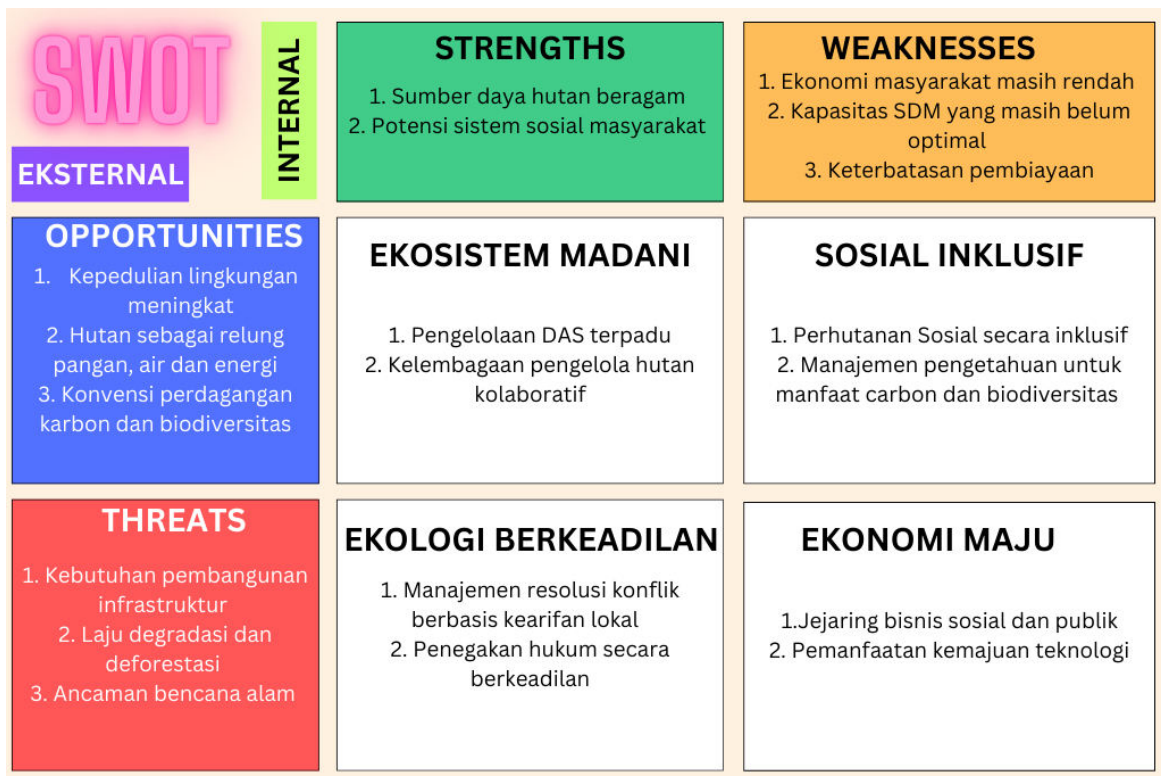 SWOT
INTERNAL
EKSTERNAL
STRENGTHS
1. Sumber daya hutan beragam
2. Potensi sistem sosial masyarakat
WEAKNESSES
1. Ekonomi masyarakat masih rendah
2. Kapasitas SDM yang masih belum
optimal
3. Keterbatasan pembiayaan
OPPORTUNITIES
1. Kepedulian lingkungan
meningkat
2. Hutan sebagai relung
pangan, air dan energi
3. Konvensi perdagangan
karbon dan biodiversitas
EKOSISTEM MADANI
1. Pengelolaan DAS terpadu
2. Kelembagaan pengelola hutan
kolaboratif
SOSIAL INKLUSIF
1. Perhutanan Sosial secara inklusif
2. Manajemen pengetahuan untuk
manfaat carbon dan biodiversitas
THREATS
1. Kebutuhan pembangunan
infrastruktur
2. Laju degradasi dan
deforestasi
3. Ancaman bencana alam
EKOLOGI BERKEADILAN
1. Manajemen resolusi konflik
berbasis kearifan lokal
2. Penegakan hukum secara
berkeadilan
EKONOMI MAJU
1.Jejaring bisnis sosial dan publik
2. Pemanfaatan kemajuan teknologi